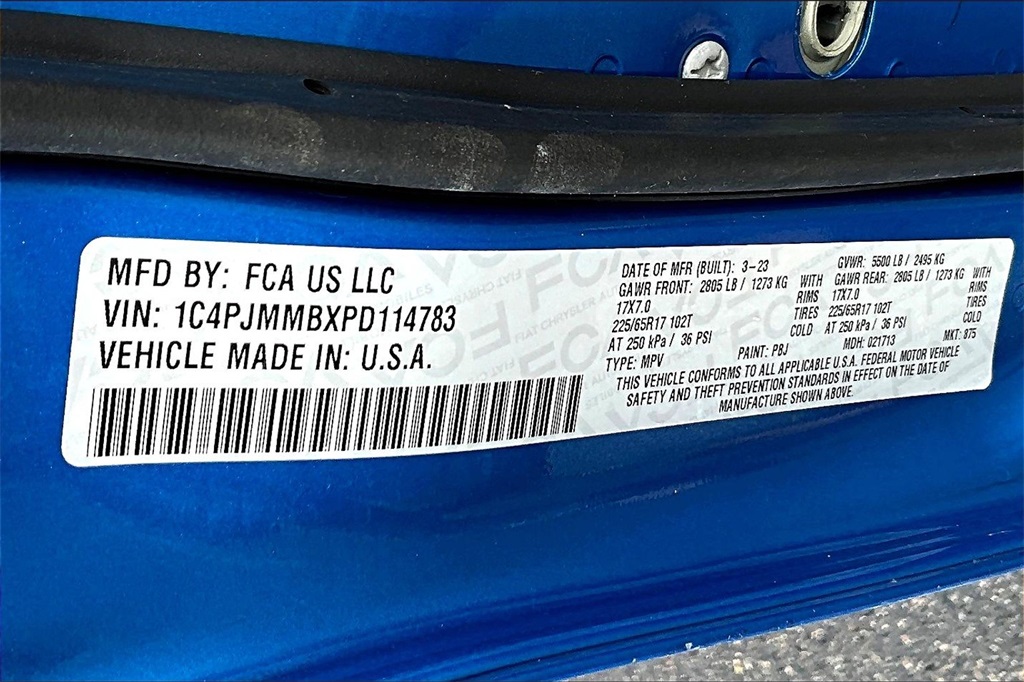 MFD BY: FCA US LLC
VIN: 1C4PJMMBXPD114783
VEHICLE MADE IN: U.S.A.
DATE OF MFR (BUILT): 3-23 GVWR: 5500 LB / 2495 KG
GAWR FRONT: 2805 LB / 1273 KG WITH GAWR REAR: 2805 LB / 1273 KG WITH
17X7.0 RIMS 17X7.0 RIMS
225/65R17 102T TIRES 225/65R17 102T TIRES
AT 250 kPa / 36 PSI COLD AT 250 kPa / 36 PSI COLD
TYPE: MPV PAINT: PBJ MDH: 021713 MKT: 875
THIS VEHICLE CONFORMS TO ALL APPLICABLE U.S.A. FEDERAL MOTOR VEHICLE
SAFETY AND THEFT PREVENTION STANDARDS IN EFFECT ON THE DATE OF
MANUFACTURE SHOWN ABOVE.